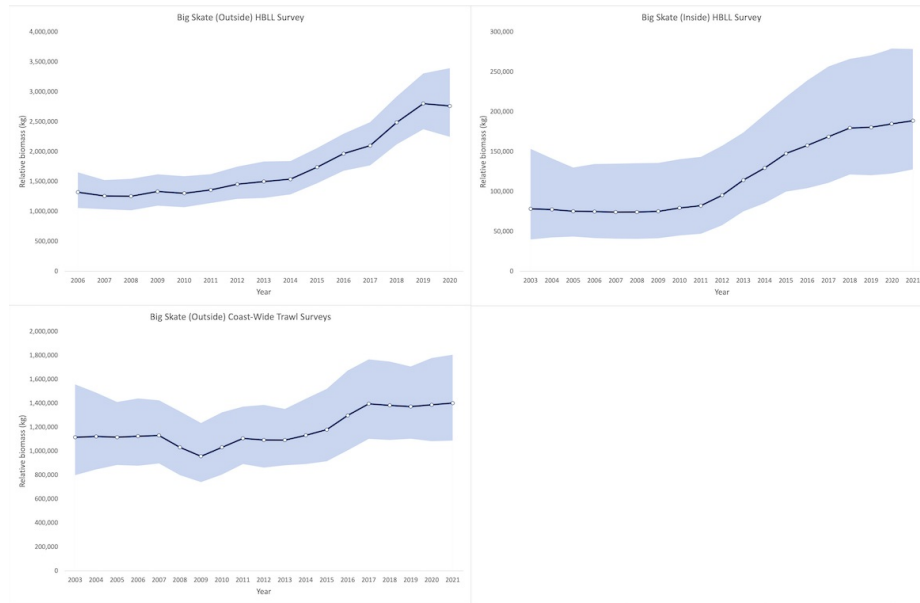 Big Skate (Outside) HBLL Survey
4,000,000
3,500,000
3,000,000
2,500,000
2,000,000
1,500,000
1,000,000
500,000
0
Relative biomass (kg)
2006 2007 2008 2009 2010 2011 2012 2013 2014 2015 2016 2017 2018 2019 2020
Year
Big Skate (Inside) HBLL Survey
300,000
250,000
200,000
150,000
100,000
50,000
0
Relative biomass (kg)
2003 2004 2005 2006 2007 2008 2009 2010 2011 2012 2013 2014 2015 2016 2017 2018 2019 2020 2021
Year
Big Skate (Outside) Coast-Wide Trawl Surveys
2,000,000
1,800,000
1,600,000
1,400,000
1,200,000
1,000,000
800,000
600,000
400,000
200,000
0
Relative biomass (kg)
2003 2004 2005 2006 2007 2008 2009 2010 2011 2012 2013 2014 2015 2016 2017 2018 2019 2020 2021
Year